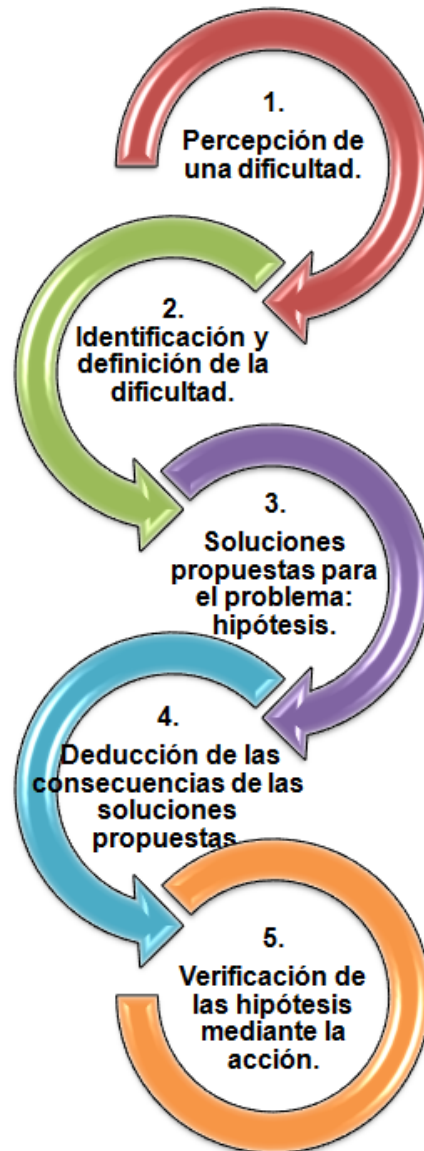 1.
Percepción de
una dificultad.
2.
Identificación y
definición de la
dificultad.
3.
Soluciones
propuestas para
el problema:
hipótesis.
4.
Deducción de las
consecuencias de las
soluciones
propuestas.
5.
Verificación de
las hipótesis
mediante la
acción.